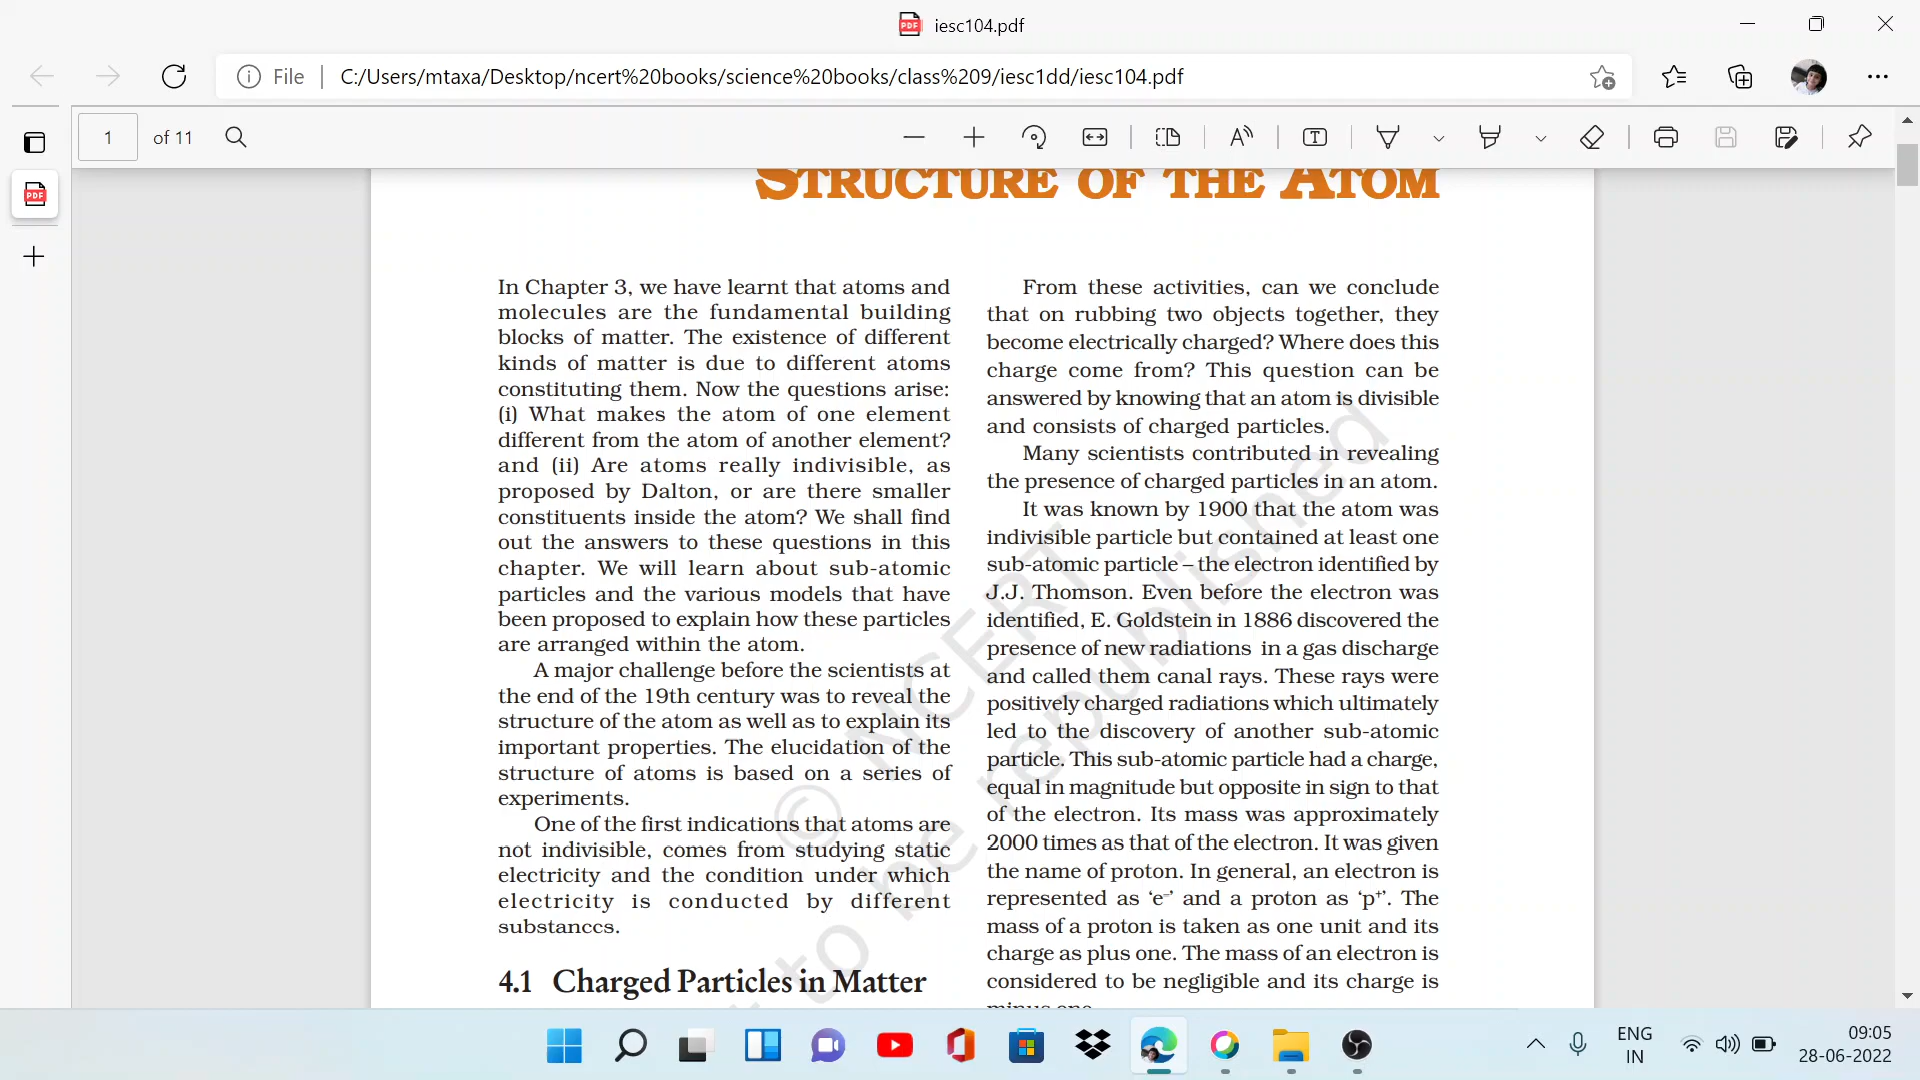 iesc104.pdf
File
C:/Users/mtaxa/Desktop/ncert%20books/science%20books/class%209/iesc1dd/iesc104.pdf
1 of 11
STRUCTURE OF THE ATOM
In Chapter 3, we have learnt that atoms and
molecules are the fundamental building
blocks of matter. The existence of different
kinds of matter is due to different atoms
constituting them. Now the questions arise:
(i) What makes the atom of one element
different from the atom of another element?
and (ii) Are atoms really indivisible, as
proposed by Dalton, or are there smaller
constituents inside the atom? We shall find
out the answers to these questions in this
chapter. We will learn about sub-atomic
particles and the various models that have
been proposed to explain how these particles
are arranged within the atom.
A major challenge before the scientists at
the end of the 19th century was to reveal the
structure of the atom as well as to explain its
important properties. The elucidation of the
structure of atoms is based on a series of
experiments.
One of the first indications that atoms are
not indivisible, comes from studying static
electricity and the condition under which
electricity is conducted by different
substances.
4.1 Charged Particles in Matter
From these activities, can we conclude
that on rubbing two objects together, they
become electrically charged? Where does this
charge come from? This question can be
answered by knowing that an atom is divisible
and consists of charged particles.
Many scientists contributed in revealing
the presence of charged particles in an atom.
It was known by 1900 that the atom was
indivisible particle but contained at least one
sub-atomic particle – the electron identified by
J.J. Thomson. Even before the electron was
identified, E. Goldstein in 1886 discovered the
presence of new radiations in a gas discharge
and called them canal rays. These rays were
positively charged radiations which ultimately
led to the discovery of another sub-atomic
particle. This sub-atomic particle had a charge,
equal in magnitude but opposite in sign to that
of the electron. Its mass was approximately
2000 times as that of the electron. It was given
the name of proton. In general, an electron is
represented as ‘e⁻’ and a proton as ‘p⁺’. The
mass of a proton is taken as one unit and its
charge as plus one. The mass of an electron is
considered to be negligible and its charge is
minus one.
© NCERT
not to be republished
ENG
IN
09:05
28-06-2022